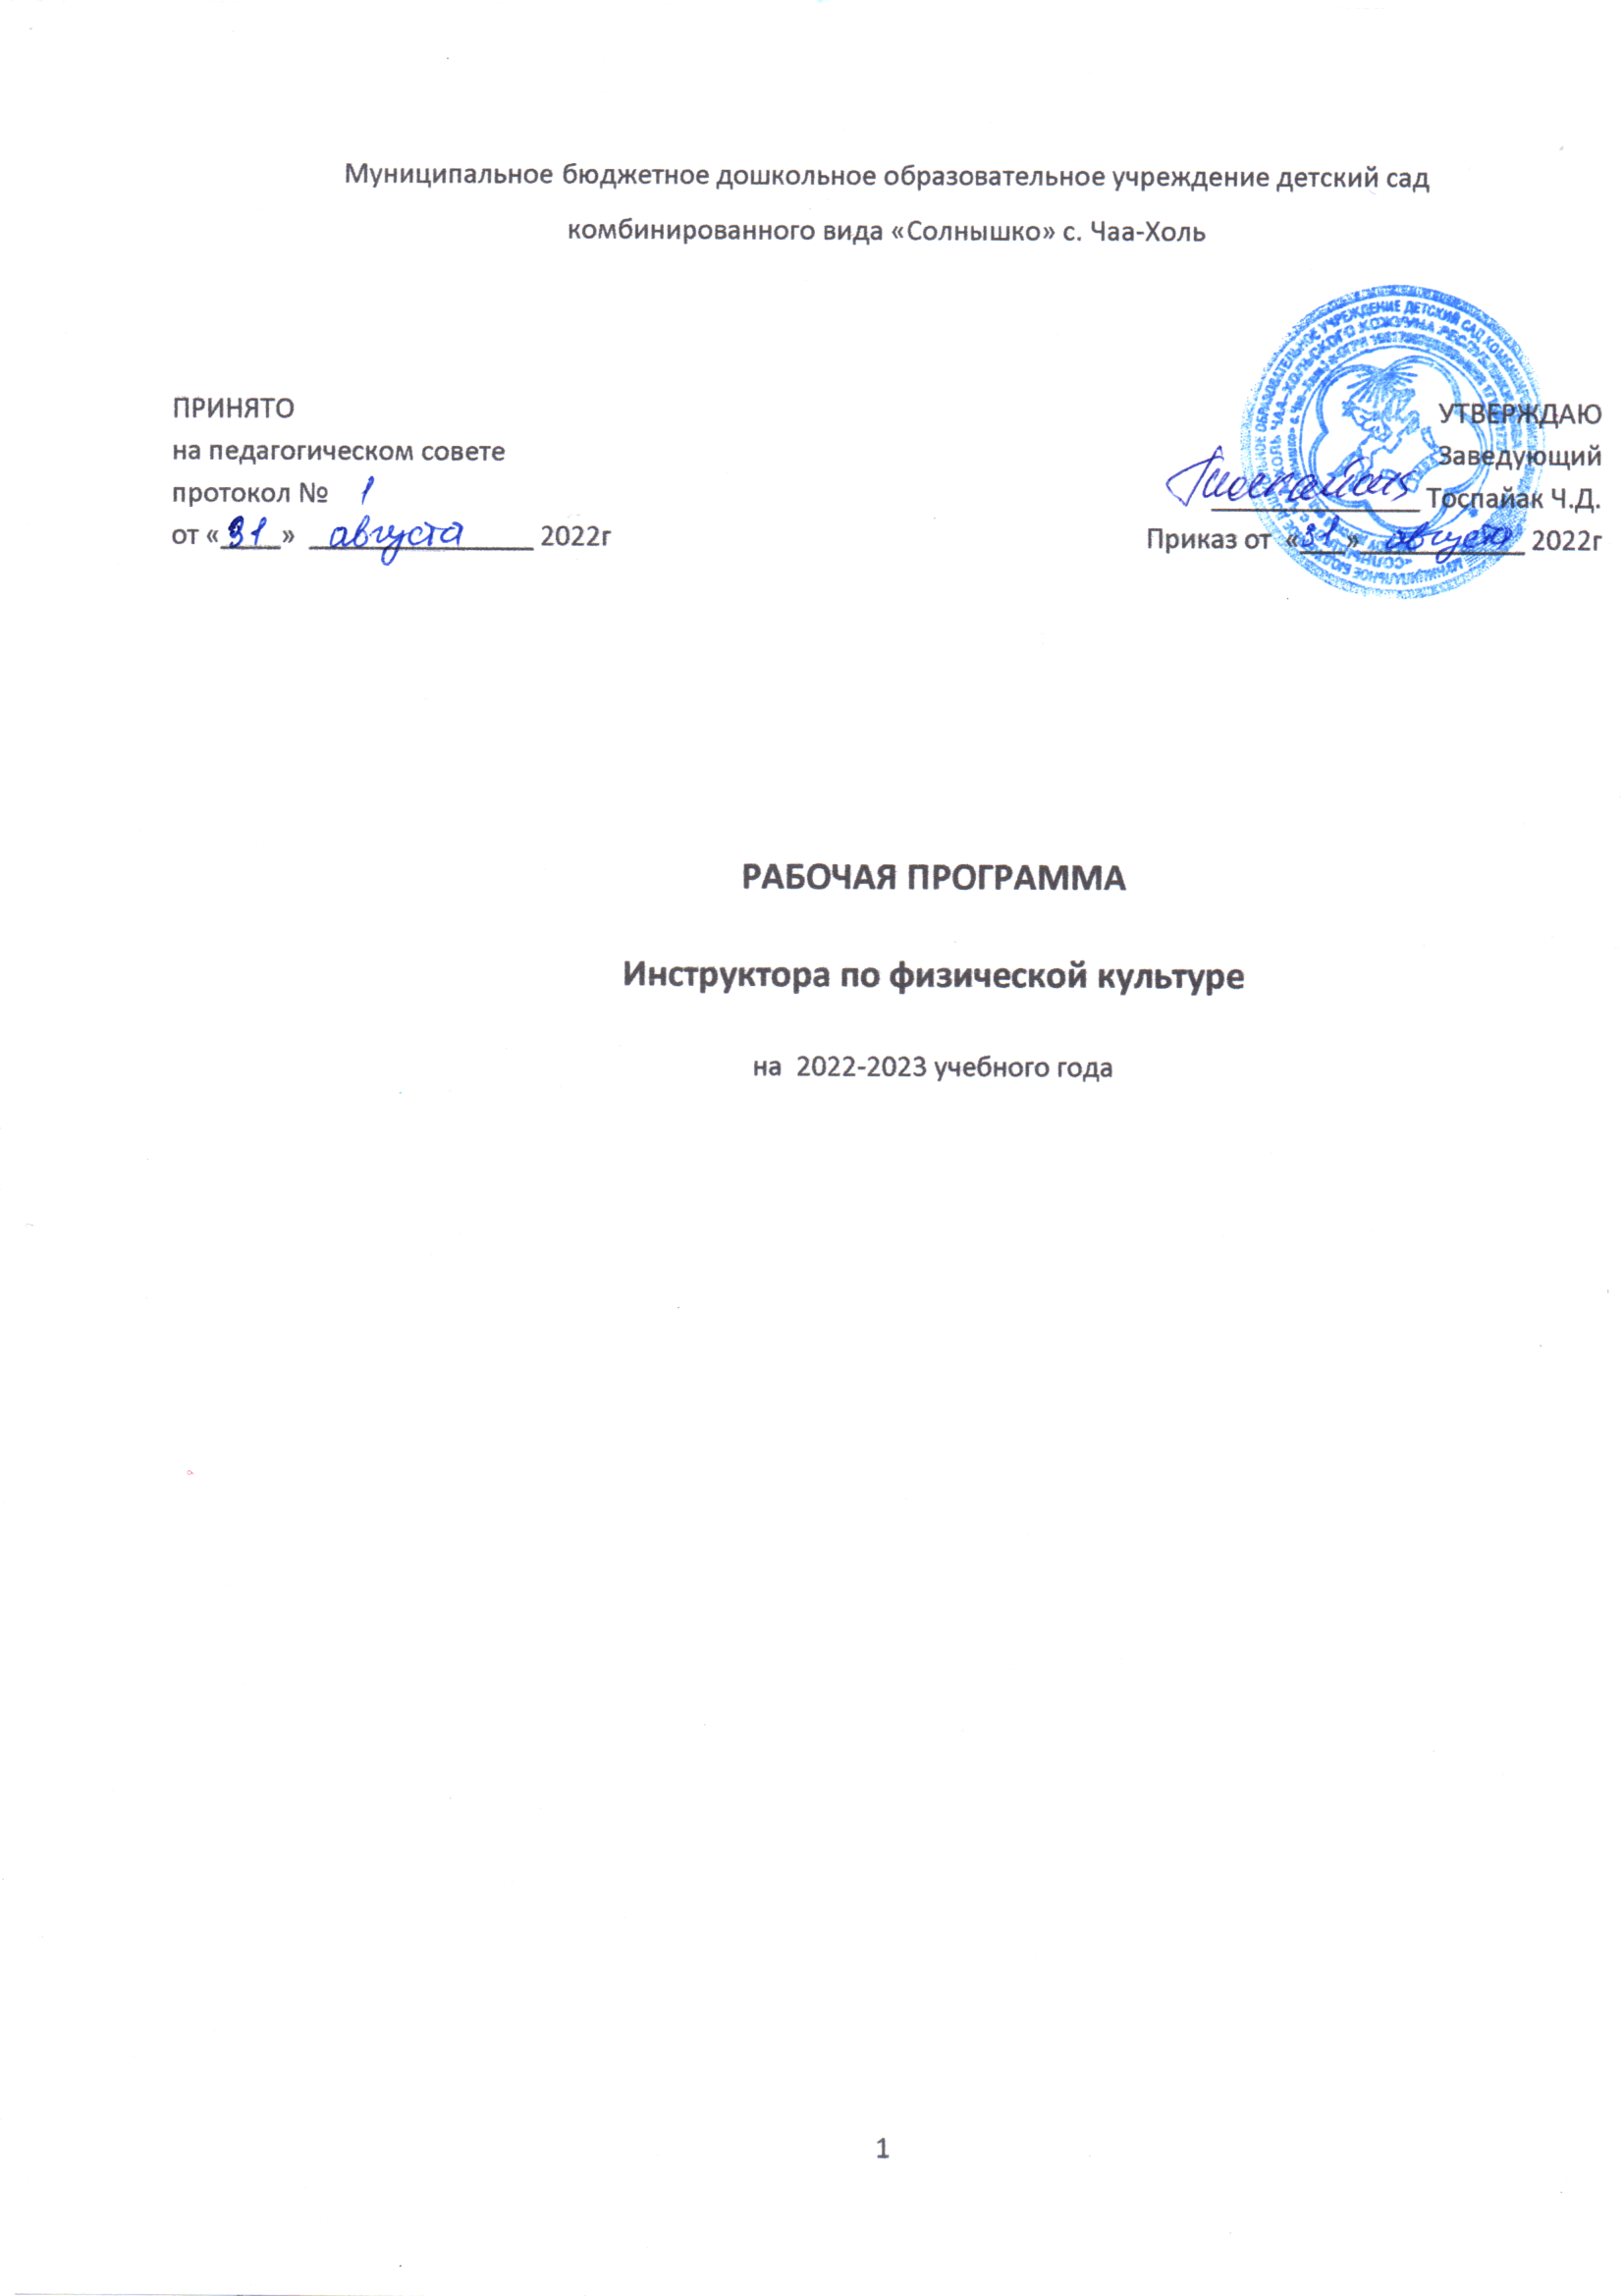 Муниципальное бюджетное дошкольное образовательное учреждение детский сад
комбинированного вида «Солнышко» с. Чаа-Холь
ПРИНЯТО
на педагогическом совете
протокол № 1
от «31» августа 2022г
УТВЕРЖДАЮ
Заведующий
Тоспайак Ч.Д.
Приказ от «31» августа 2022г
РАБОЧАЯ ПРОГРАММА
Инструктора по физической культуре
на 2022-2023 учебного года
1